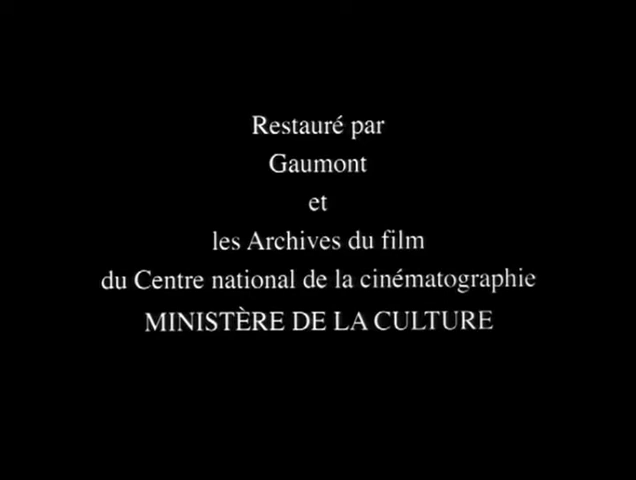 Restauré par
Gaumont
et
les Archives du film
du Centre national de la cinématographie
MINISTÈRE DE LA CULTURE